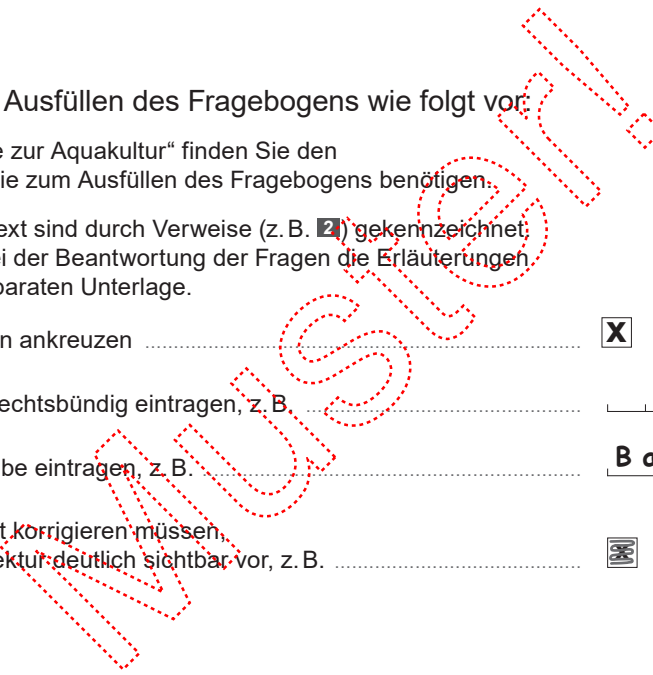 Ausfüllen des Fragebogens wie folgt vor:
e zur Aquakultur“ finden Sie den
ie zum Ausfüllen des Fragebogens benötigen.
ext sind durch Verweise (z. B. 2) gekennzeichnet.
ei der Beantwortung der Fragen die Erläuterungen
paraten Unterlage.
n ankreuzen X
echtsbündig eintragen, z. B.
be eintragen, z. B. B a
t korrigieren müssen,
ektur deutlich sichtbar vor, z. B. x
Muster!